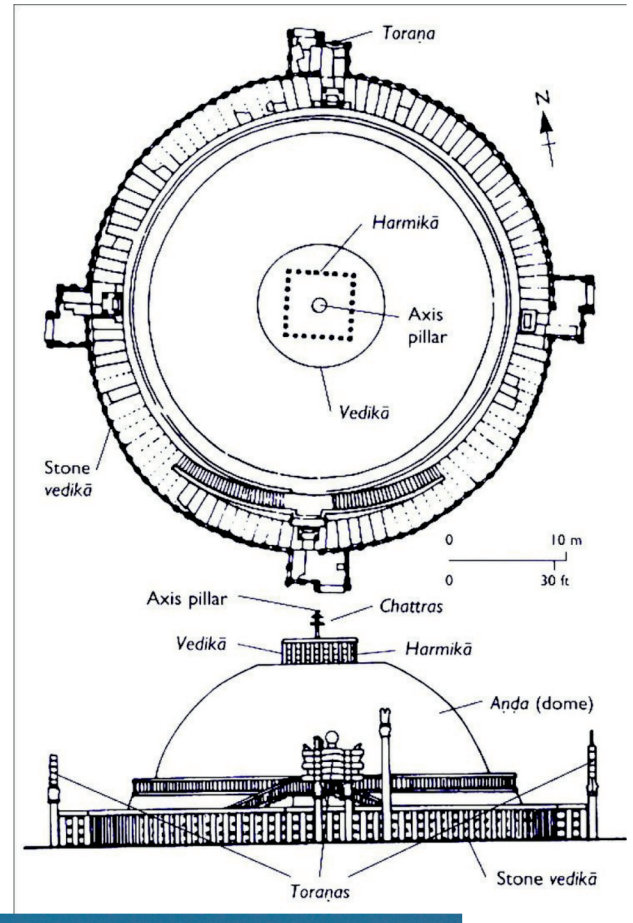 Toraṇa
N
Harmikā
Axis
pillar
Vedikā
Stone
vedikā
0 10 m
0 30 ft
Axis pillar
Chattras
Vedikā
Harmikā
Aṇḍa (dome)
Toraṇas
Stone vedikā